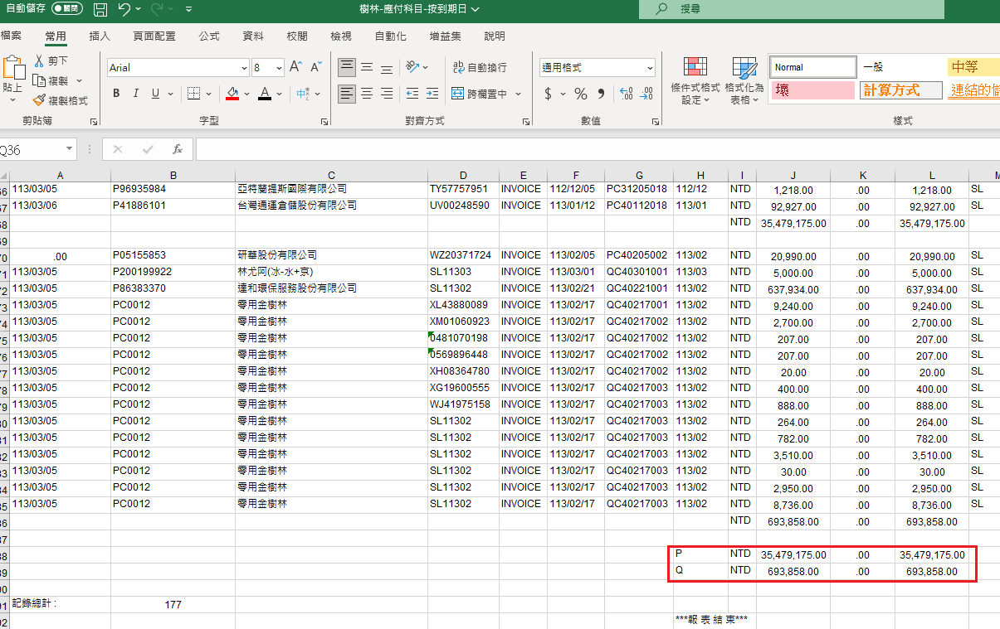 自動儲存 關閉 樹林-應付科目-按到期日 搜尋
檔案 常用 插入 頁面配置 公式 資料 校閱 檢視 自動化 增益集 說明
貼上 剪下 複製 複製格式
Arial 8
B I U A
自動換行
跨欄置中
通用格式
$ %
條件式格式設定 格式化為表格
Normal 一般 中等
壞 計算方式
剪貼簿 字型 對齊方式 數值 樣式
Q36 fx
A B C D E F G H I J K L
113/03/05 P96935984 亞特蘭提斯國際有限公司 TY57757951 INVOICE 112/12/05 PC31205018 112/12 NTD 1,218.00 .00 1,218.00 SL
113/03/06 P41886101 台灣通運倉儲股份有限公司 UV00248590 INVOICE 113/01/12 PC40112018 113/01 NTD 92,927.00 .00 92,927.00 SL
NTD 35,479,175.00 .00 35,479,175.00
.00 P05155853 研華股份有限公司 WZ20371724 INVOICE 113/02/05 PC40205002 113/02 NTD 20,990.00 .00 20,990.00 SL
113/03/05 P200199922 林尤阿(冰-水+京) SL11303 INVOICE 113/03/01 QC40301001 113/03 NTD 5,000.00 .00 5,000.00 SL
113/03/05 P86383370 達和環保服務股份有限公司 SL11302 INVOICE 113/02/21 QC40221001 113/02 NTD 637,934.00 .00 637,934.00 SL
113/03/05 PC0012 零用金樹林 XL43880089 INVOICE 113/02/17 QC40217001 113/02 NTD 9,240.00 .00 9,240.00 SL
113/03/05 PC0012 零用金樹林 XM01060923 INVOICE 113/02/17 QC40217002 113/02 NTD 2,700.00 .00 2,700.00 SL
113/03/05 PC0012 零用金樹林 0481070198 INVOICE 113/02/17 QC40217002 113/02 NTD 207.00 .00 207.00 SL
113/03/05 PC0012 零用金樹林 0569896448 INVOICE 113/02/17 QC40217002 113/02 NTD 207.00 .00 207.00 SL
113/03/05 PC0012 零用金樹林 XH08364780 INVOICE 113/02/17 QC40217002 113/02 NTD 20.00 .00 20.00 SL
113/03/05 PC0012 零用金樹林 XG19600555 INVOICE 113/02/17 QC40217003 113/02 NTD 400.00 .00 400.00 SL
113/03/05 PC0012 零用金樹林 WJ41975158 INVOICE 113/02/17 QC40217003 113/02 NTD 888.00 .00 888.00 SL
113/03/05 PC0012 零用金樹林 SL11302 INVOICE 113/02/17 QC40217003 113/02 NTD 264.00 .00 264.00 SL
113/03/05 PC0012 零用金樹林 SL11302 INVOICE 113/02/17 QC40217003 113/02 NTD 782.00 .00 782.00 SL
113/03/05 PC0012 零用金樹林 SL11302 INVOICE 113/02/17 QC40217003 113/02 NTD 3,510.00 .00 3,510.00 SL
113/03/05 PC0012 零用金樹林 SL11302 INVOICE 113/02/17 QC40217003 113/02 NTD 30.00 .00 30.00 SL
113/03/05 PC0012 零用金樹林 SL11302 INVOICE 113/02/17 QC40217003 113/02 NTD 2,950.00 .00 2,950.00 SL
113/03/05 PC0012 零用金樹林 SL11302 INVOICE 113/02/17 QC40217003 113/02 NTD 8,736.00 .00 8,736.00 SL
NTD 693,858.00 .00 693,858.00
P NTD 35,479,175.00 .00 35,479,175.00
Q NTD 693,858.00 .00 693,858.00
記錄總計 : 177
***報 表 結 束***